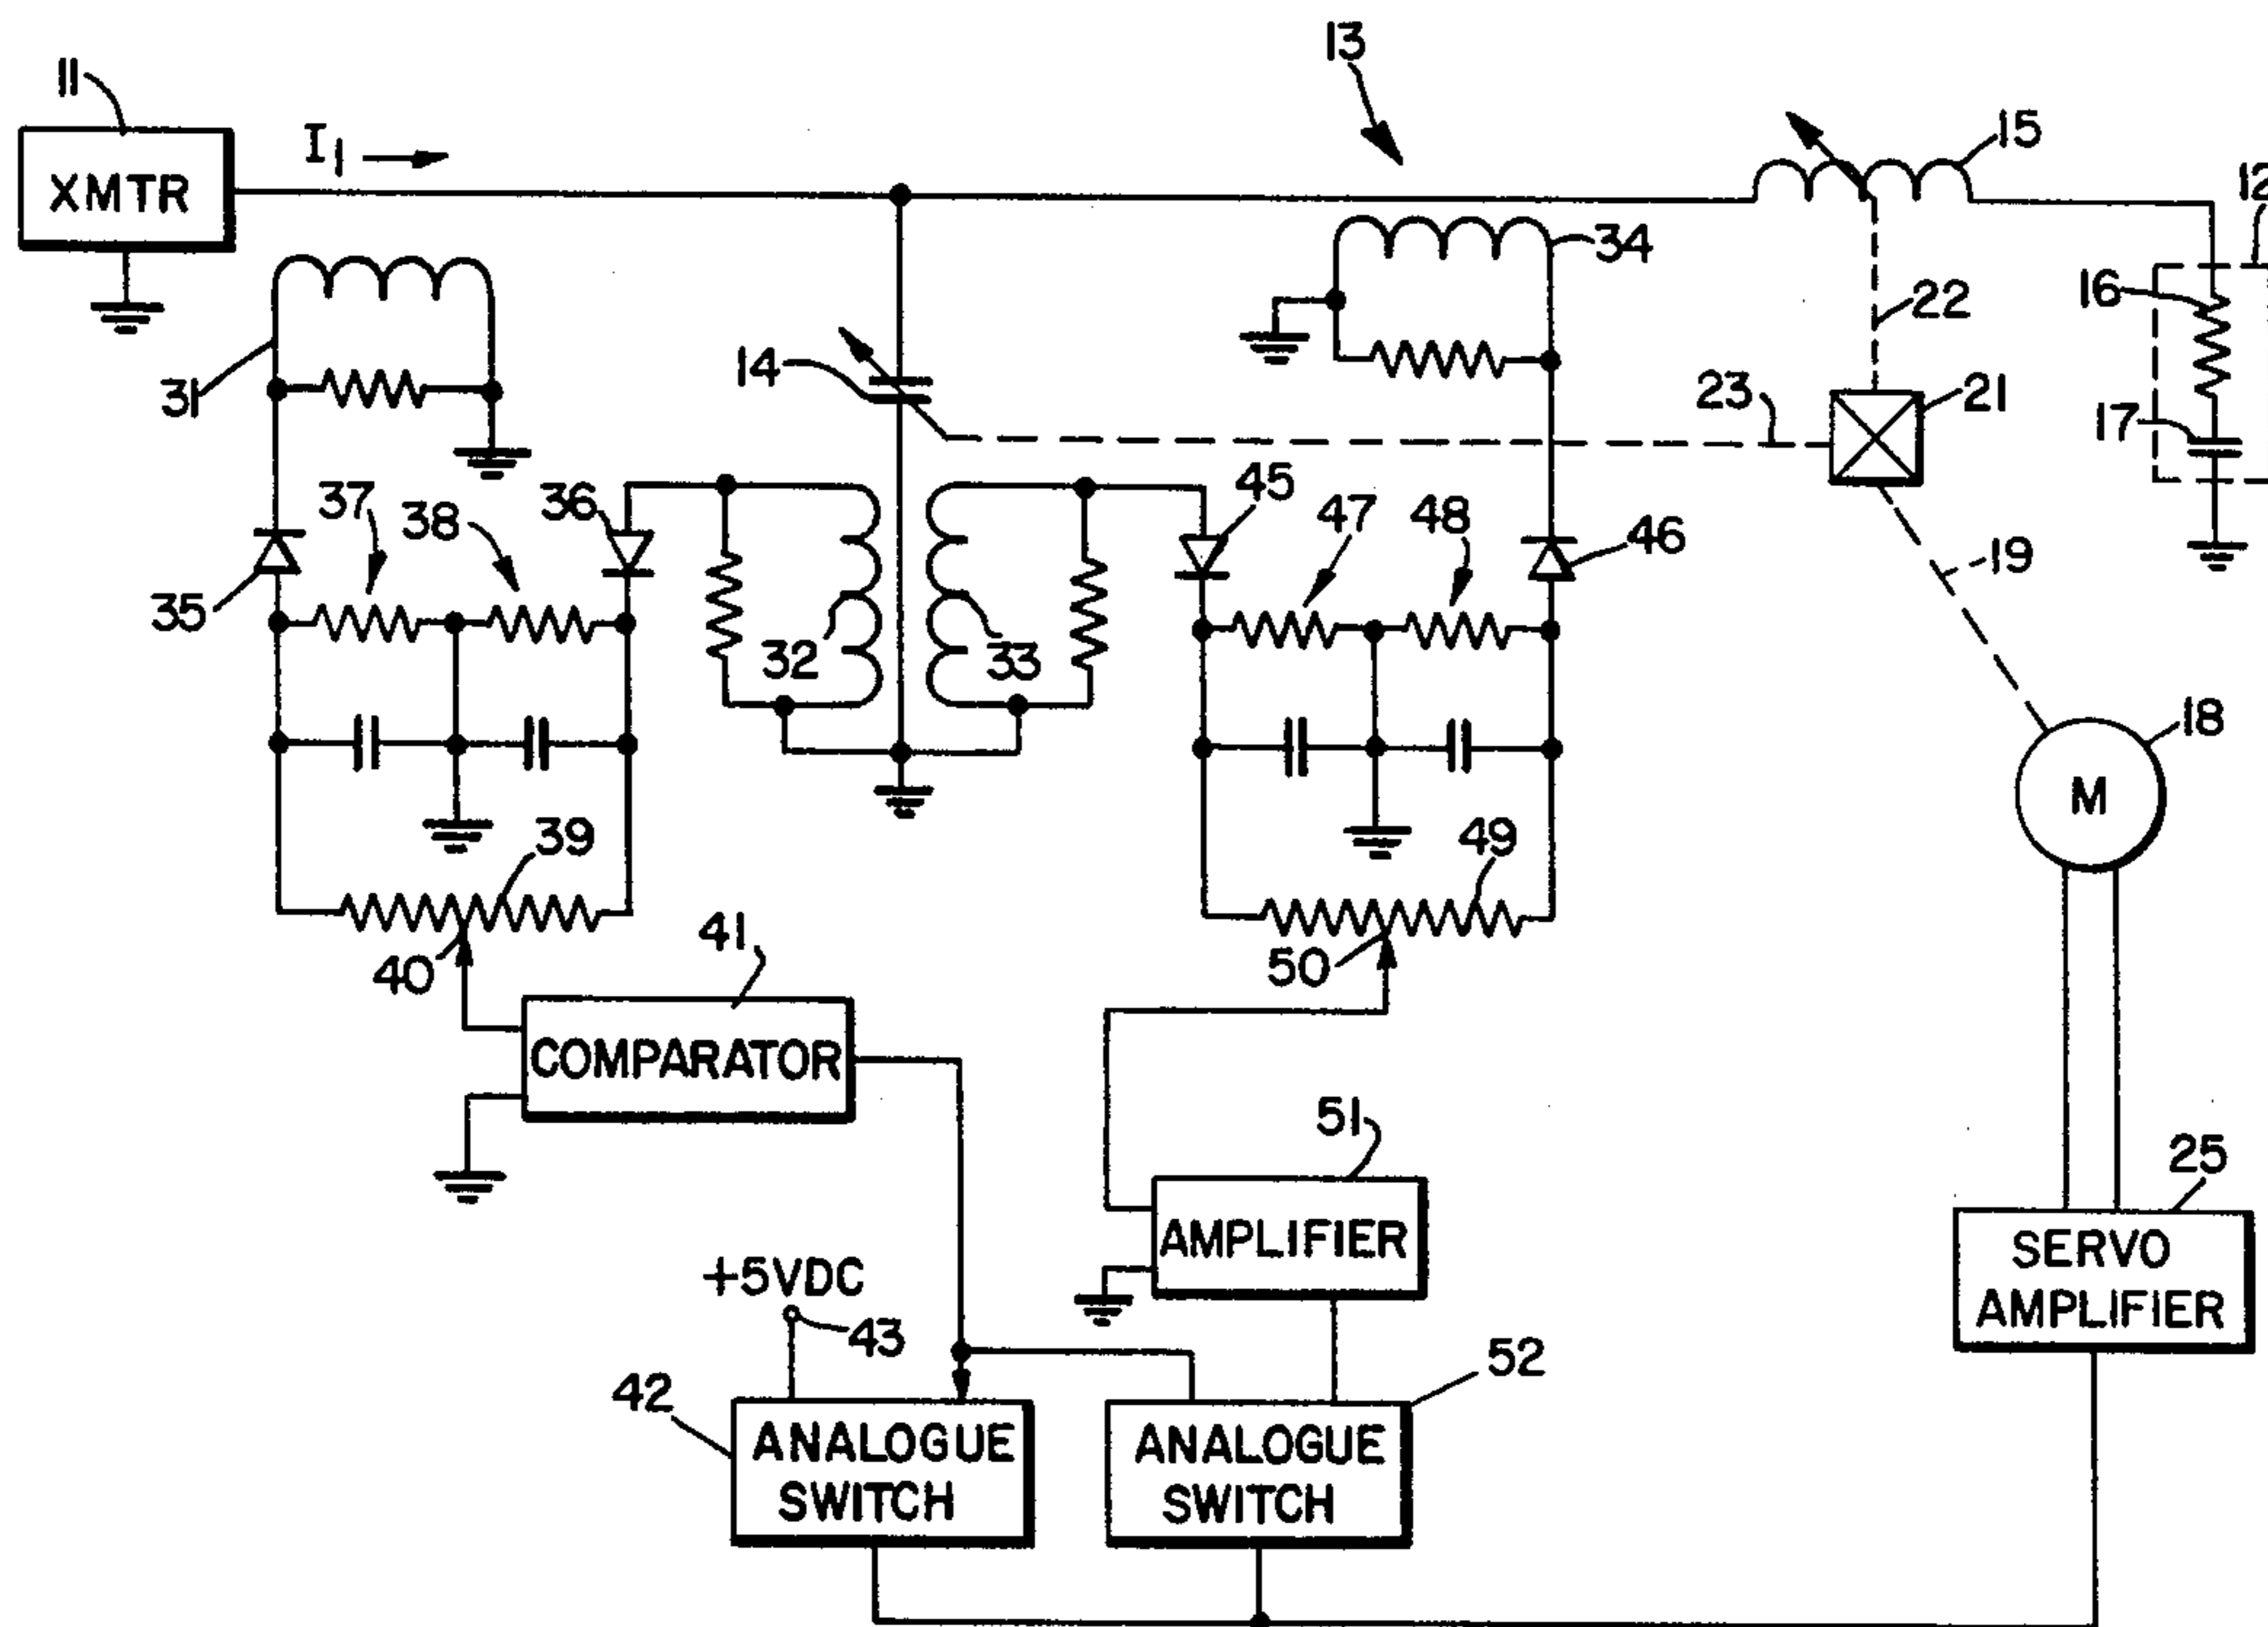 13
11
I1
15
XMTR
12
34
16
22
14
31
23
21
17
37
38
36
45
47
48
46
35
19
32
33
18
M
39
49
41
40
50
COMPARATOR
51
25
AMPLIFIER
SERVO
AMPLIFIER
+5VDC
43
52
42
ANALOGUE
SWITCH
ANALOGUE
SWITCH